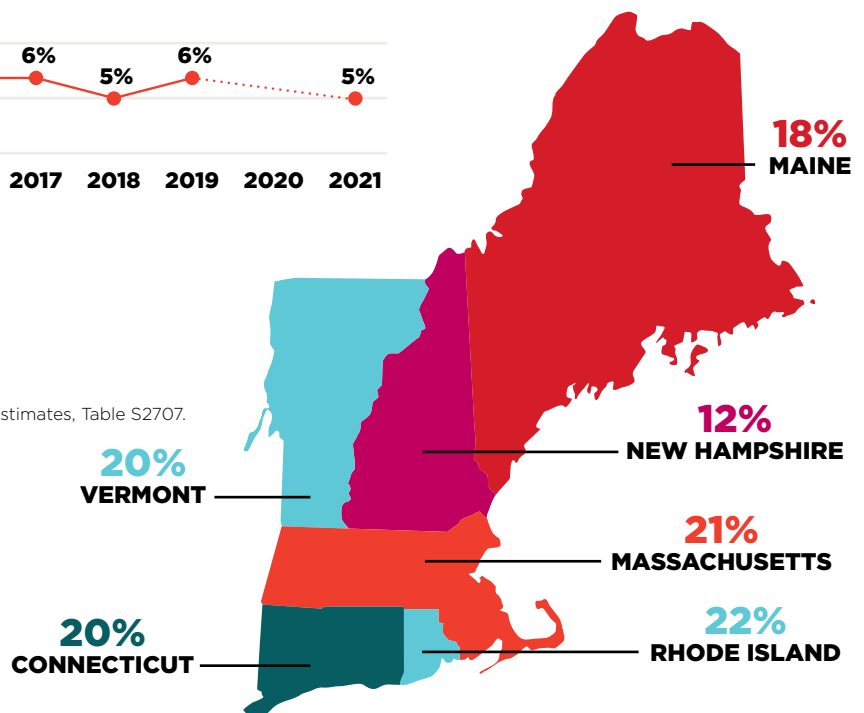 6%
5%
6%
5%
2017 2018 2019 2020 2021
18%
MAINE
stimates, Table S2707.
12%
NEW HAMPSHIRE
20%
VERMONT
21%
MASSACHUSETTS
20%
CONNECTICUT
22%
RHODE ISLAND